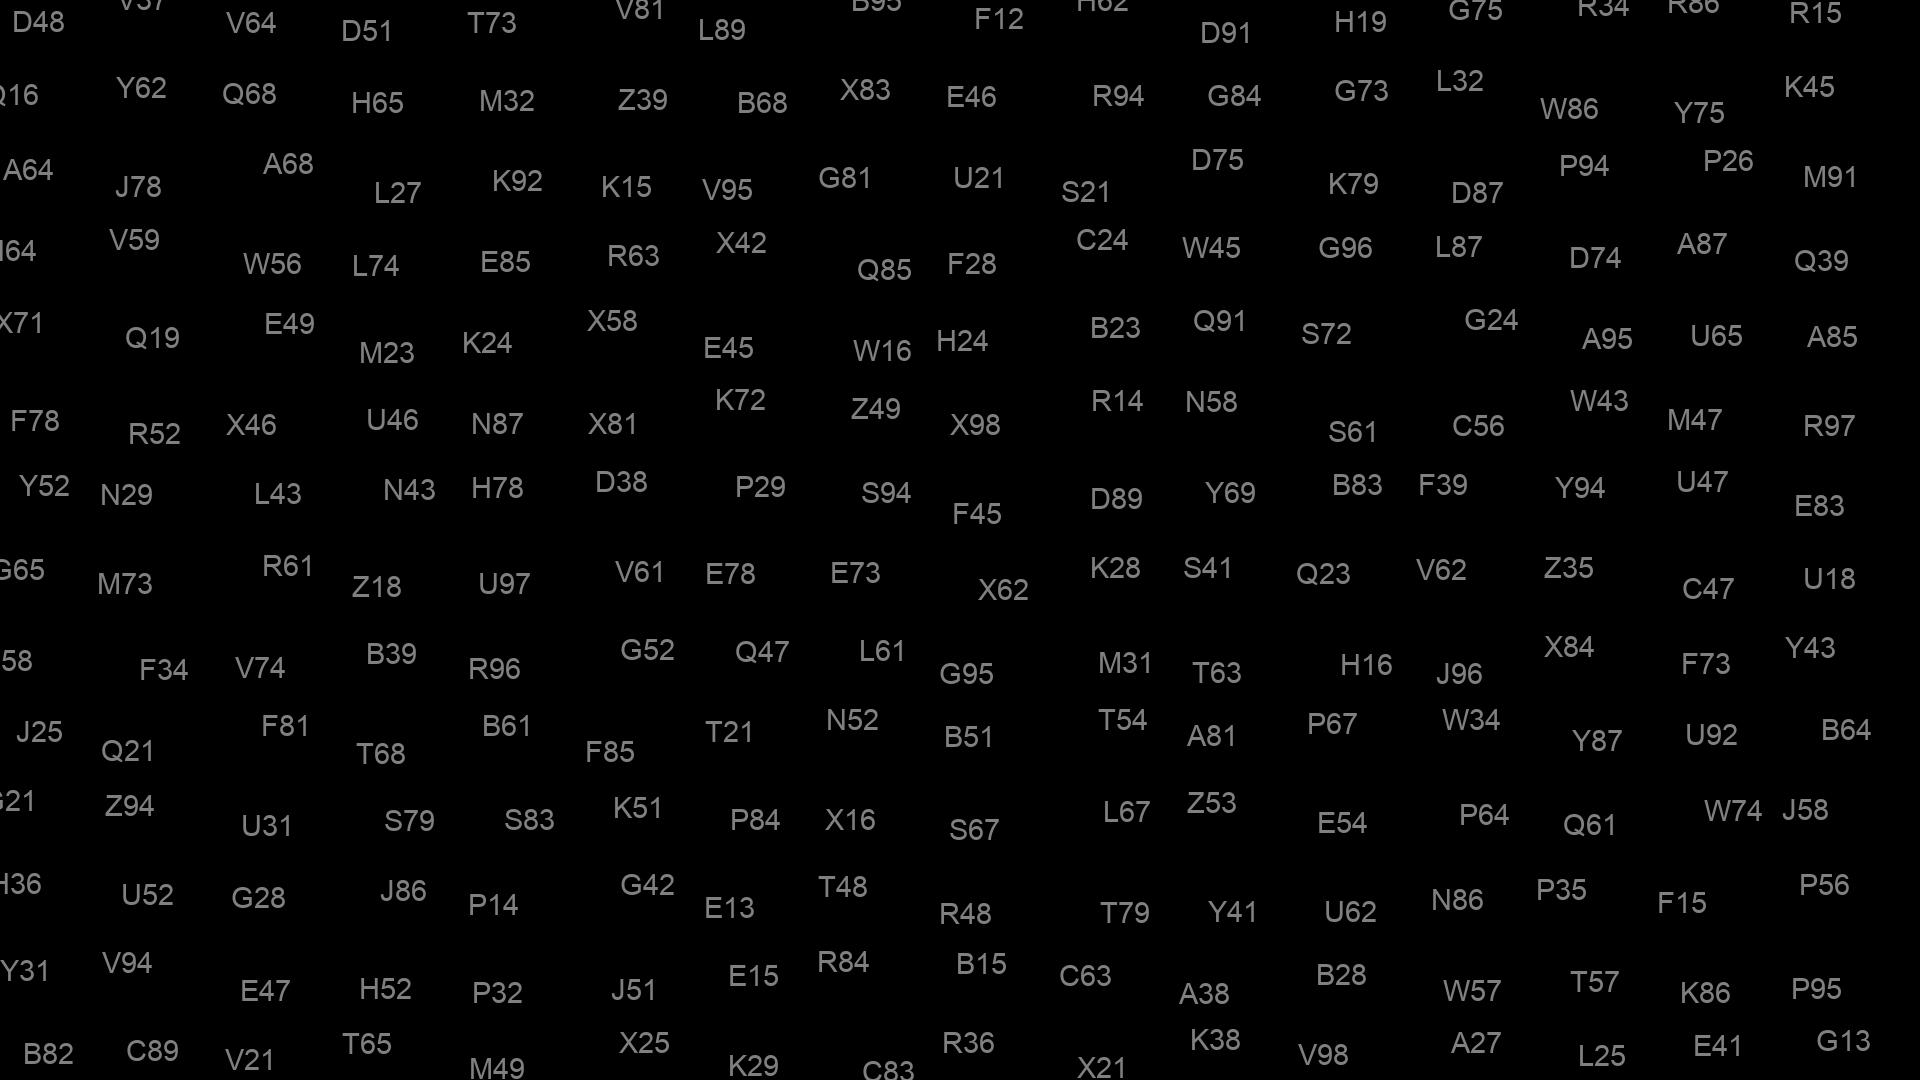 D48 V64 D51 T73 V81 L89 B95 F12 H62 D91 H19 G75 R34 R86 R15
Y62 Q68 H65 M32 Z39 B68 X83 E46 R94 G84 G73 L32 W86 Y75 K45
A64 J78 A68 L27 K92 K15 V95 G81 U21 S21 D75 K79 D87 P94 P26 M91
V59 W56 L74 E85 R63 X42 Q85 F28 C24 W45 G96 L87 D74 A87 Q39
X71 Q19 E49 M23 K24 X58 E45 W16 H24 B23 Q91 S72 G24 A95 U65 A85
F78 R52 X46 U46 N87 X81 K72 Z49 X98 R14 N58 S61 C56 W43 M47 R97
Y52 N29 L43 N43 H78 D38 P29 S94 F45 D89 Y69 B83 F39 Y94 U47 E83
G65 M73 R61 Z18 U97 V61 E78 E73 X62 K28 S41 Q23 V62 Z35 C47 U18
58 F34 V74 B39 R96 G52 Q47 L61 G95 M31 T63 H16 J96 X84 F73 Y43
J25 Q21 F81 T68 B61 F85 T21 N52 B51 T54 A81 P67 W34 Y87 U92 B64
Z94 U31 S79 S83 K51 P84 X16 S67 L67 Z53 E54 P64 Q61 W74 J58
H36 U52 G28 J86 P14 G42 E13 T48 R48 T79 Y41 U62 N86 P35 F15 P56
Y31 V94 E47 H52 P32 J51 E15 R84 B15 C63 A38 B28 W57 T57 K86 P95
B82 C89 V21 T65 M49 X25 K29 C83 R36 X21 K38 V98 A27 L25 E41 G13